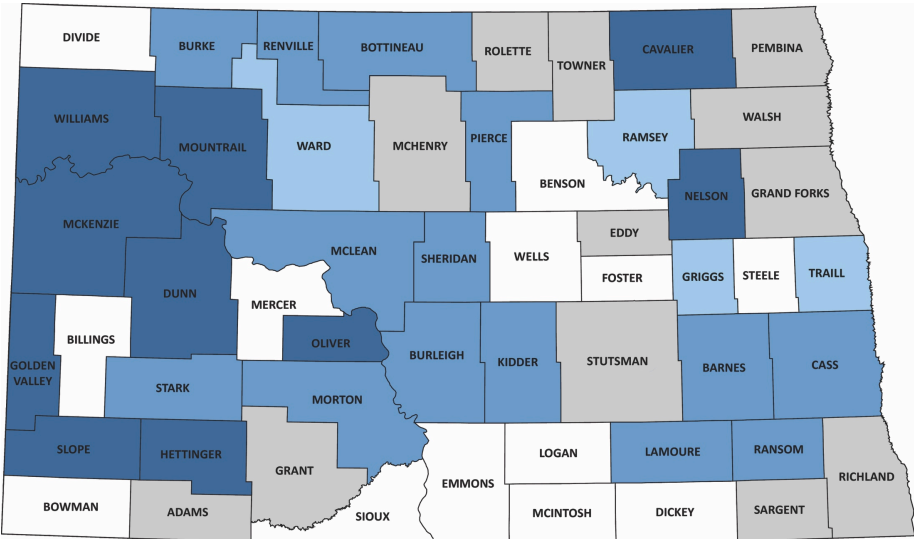 DIVIDE
BURKE
RENVILLE
BOTTINEAU
ROLETTE
TOWNER
CAVALIER
PEMBINA
WILLIAMS
MOUNTRAIL
WARD
MCHENRY
PIERCE
BENSON
RAMSEY
WALSH
NELSON
GRAND FORKS
MCKENZIE
DUNN
MCLEAN
SHERIDAN
WELLS
EDDY
FOSTER
GRIGGS
STEELE
TRAILL
MERCER
OLIVER
GOLDEN
VALLEY
BILLINGS
STARK
MORTON
BURLEIGH
KIDDER
STUTSMAN
BARNES
CASS
SLOPE
HETTINGER
GRANT
EMMONS
LOGAN
LAMOURE
RANSOM
RICHLAND
BOWMAN
ADAMS
SIOUX
MCINTOSH
DICKEY
SARGENT